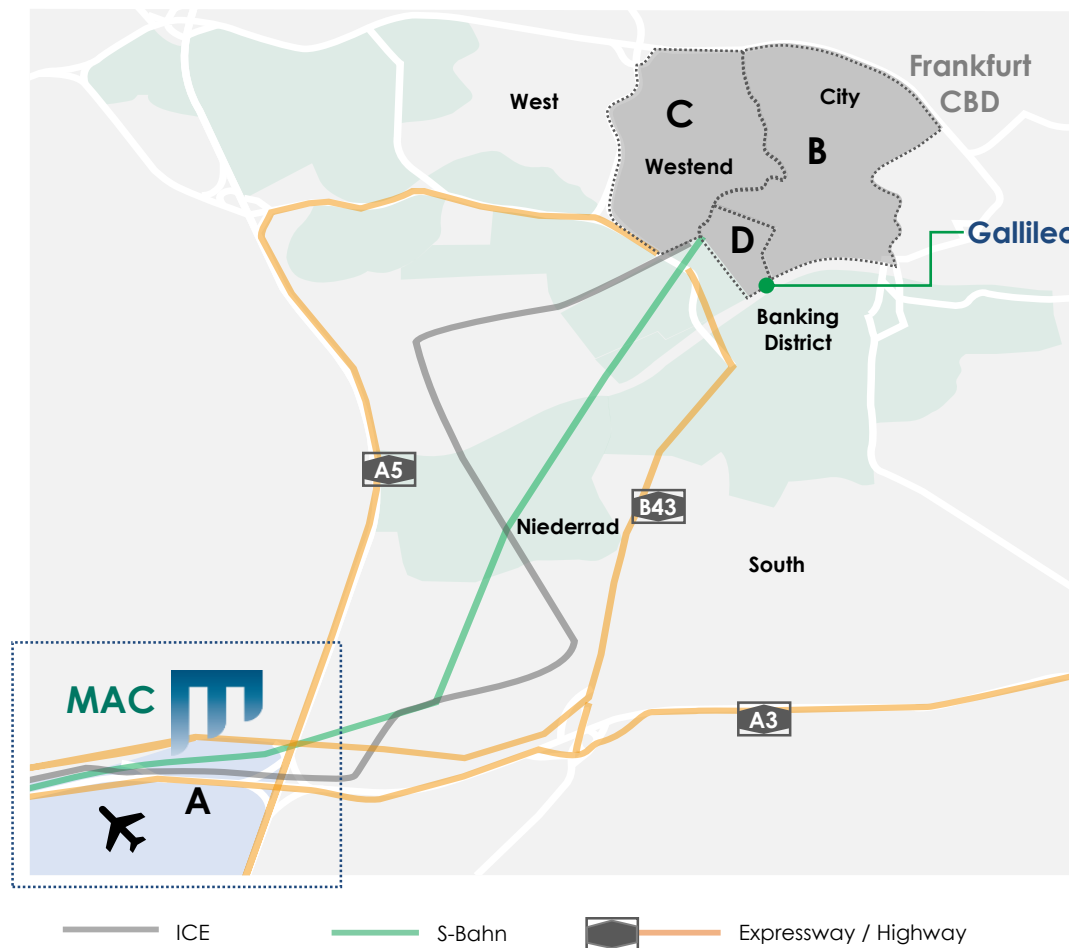 Frankfurt
CBD
West
City
C
B
Westend
D
Gallileo
Banking
District
A5
B43
Niederrad
South
MAC
A3
A
ICE
S-Bahn
Expressway / Highway